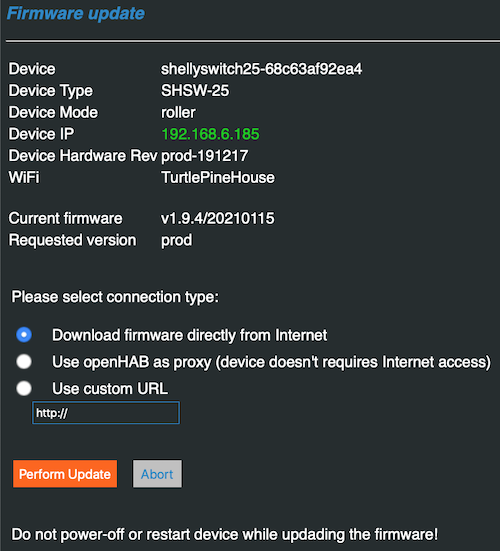 Firmware update
Device shellyswitch25-68c63af92ea4
Device Type SHSW-25
Device Mode roller
Device IP 192.168.6.185
Device Hardware Rev prod-191217
WiFi TurtlePineHouse
Current firmware v1.9.4/20210115
Requested version prod
Please select connection type:
Download firmware directly from Internet
Use openHAB as proxy (device doesn't requires Internet access)
Use custom URL
http://
Perform Update Abort
Do not power-off or restart device while updading the firmware!